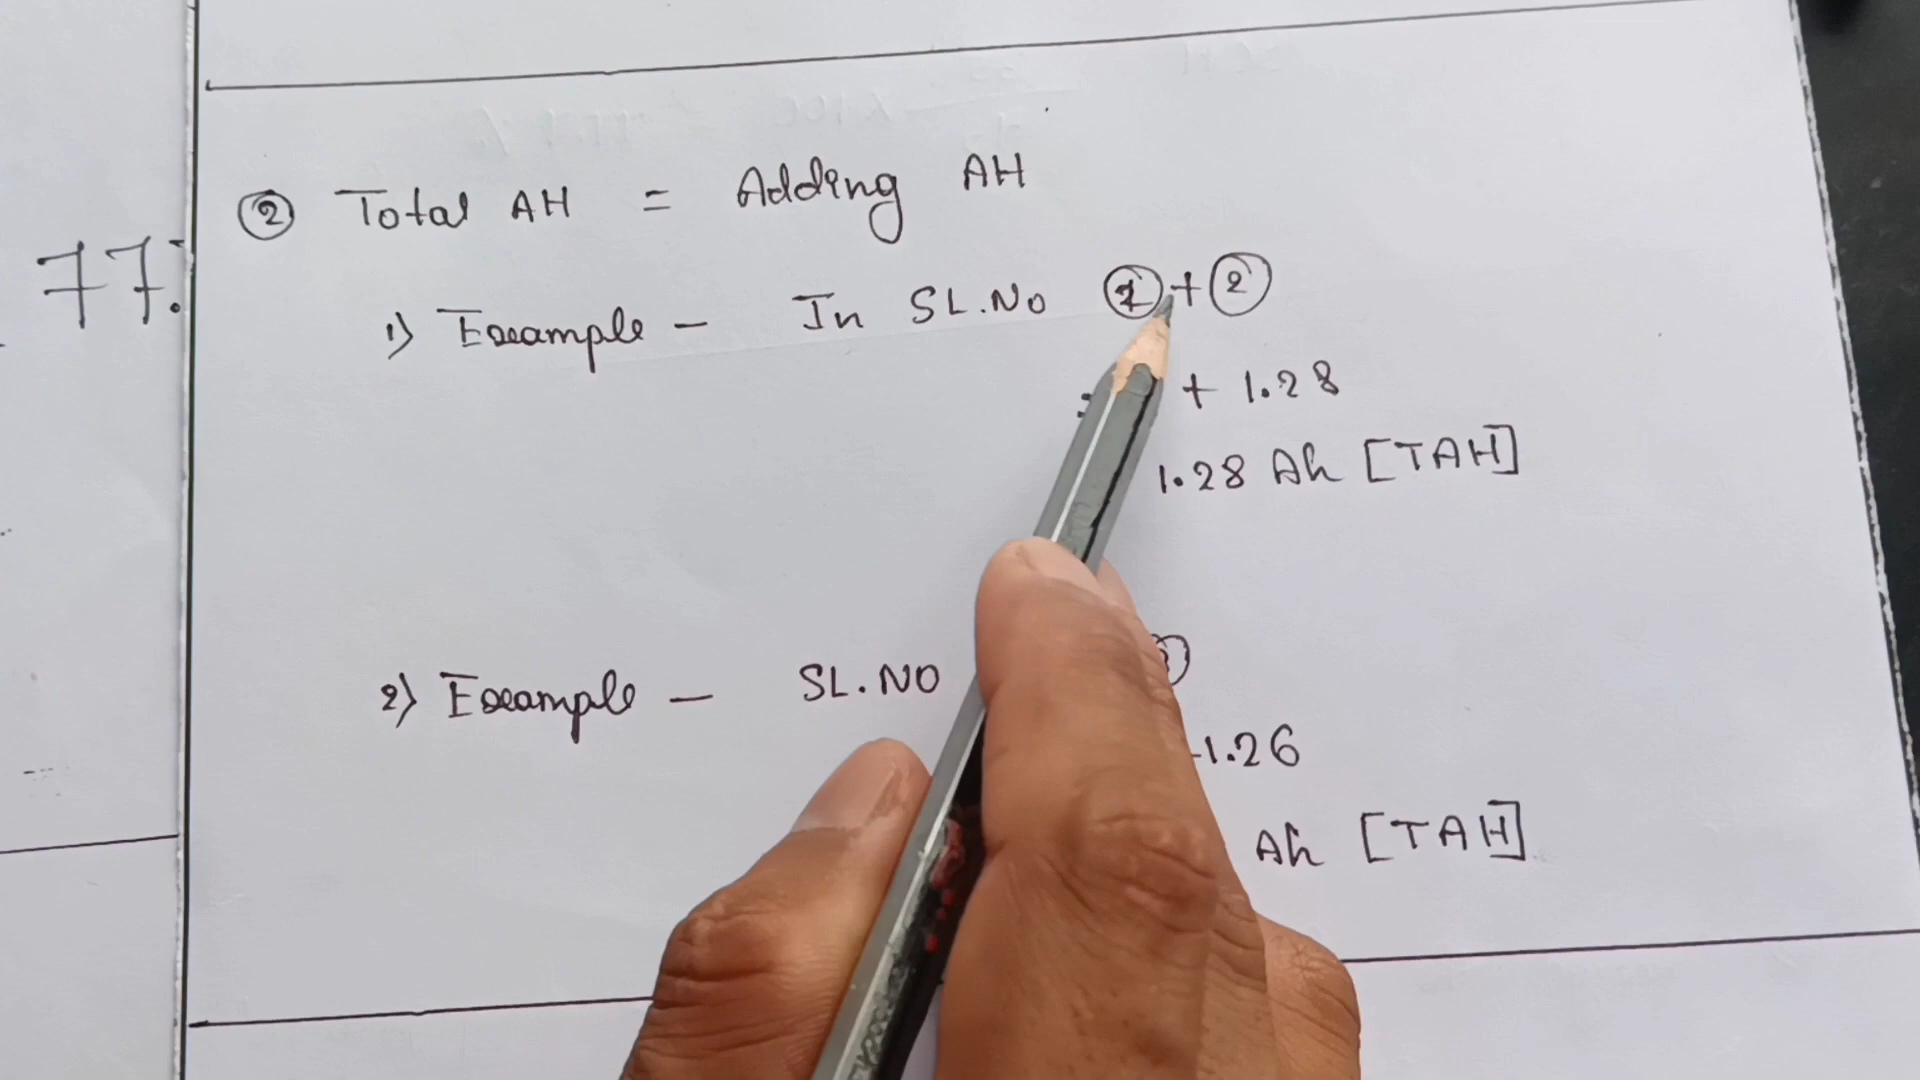 ② Total AH = Adding AH
77.
1) Example - In SL.No ① + ②
+ 1.28
1.28 Ah [TAH]
2) Example - SL.NO
1.26
Ah [TAH]